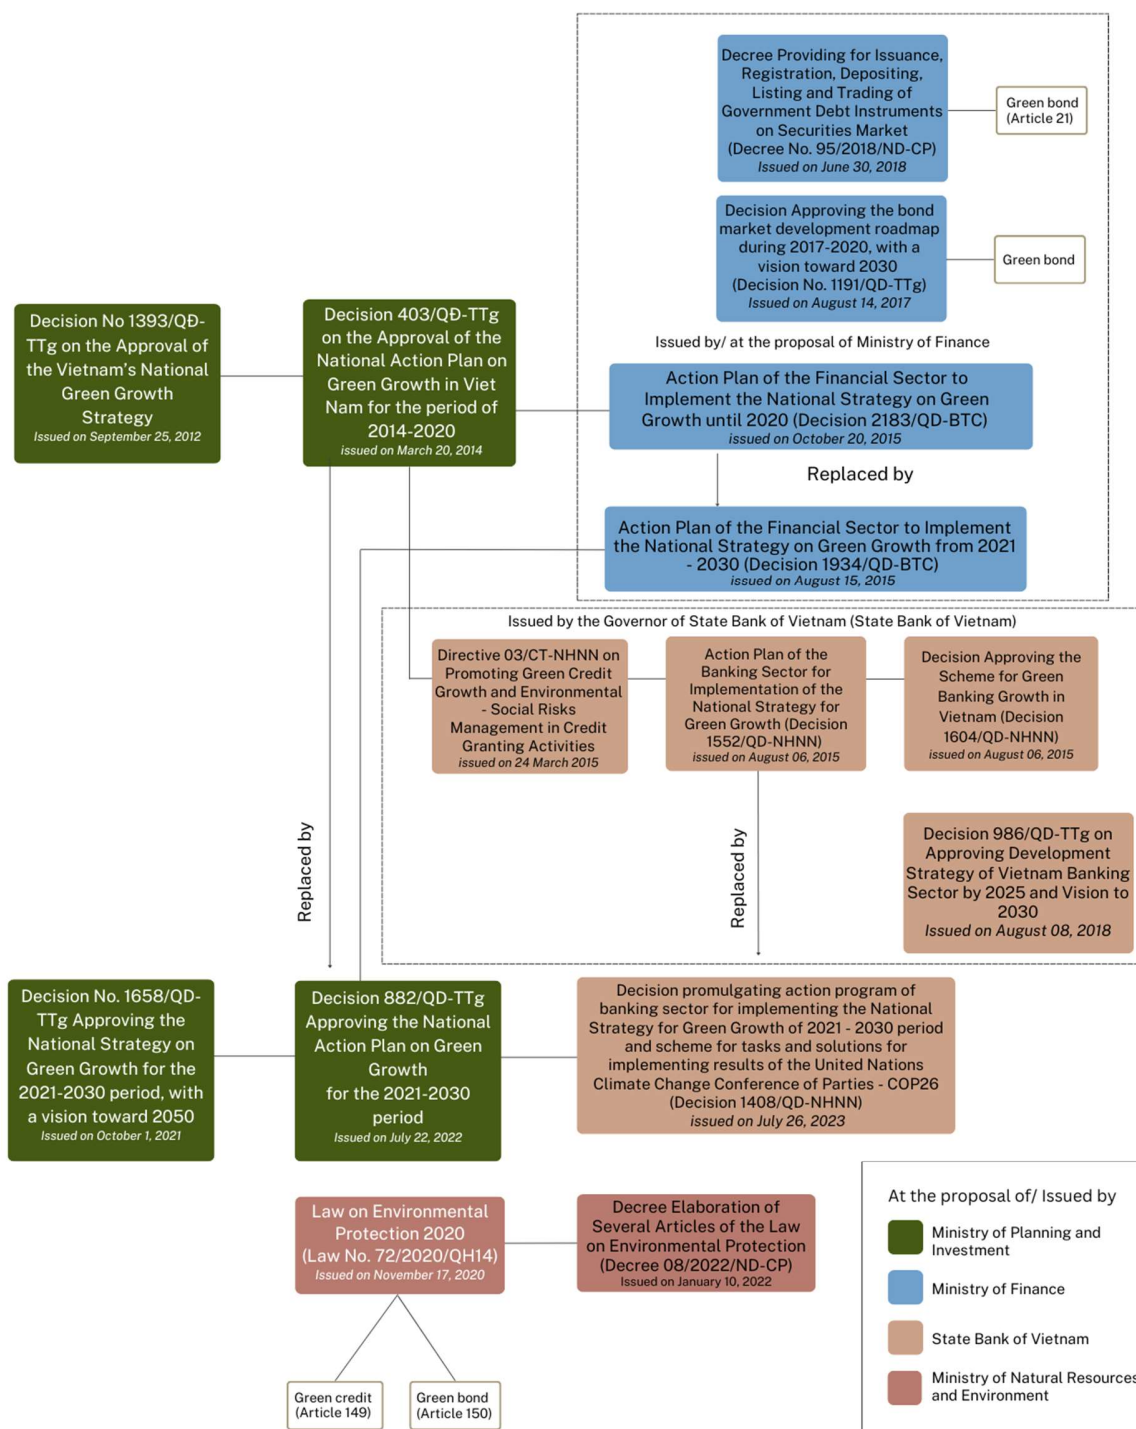 Decree Providing for Issuance,
Registration, Depositing,
Listing and Trading of
Government Debt Instruments
on Securities Market
(Decree No. 95/2018/ND-CP)
Issued on June 30, 2018
Green bond
(Article 21)
Decision Approving the bond
market development roadmap
during 2017-2020, with a
vision toward 2030
(Decision No. 1191/QD-TTg)
Issued on August 14, 2017
Green bond
Issued by/ at the proposal of Ministry of Finance
Decision No 1393/QĐ-
TTg on the Approval of
the Vietnam's National
Green Growth
Strategy
Issued on September 25, 2012
Decision 403/QĐ-TTg
on the Approval of the
National Action Plan on
Green Growth in Viet
Nam for the period of
2014-2020
issued on March 20, 2014
Action Plan of the Financial Sector to
Implement the National Strategy on Green
Growth until 2020 (Decision 2183/QD-BTC)
issued on October 20, 2015
Replaced by
Action Plan of the Financial Sector to Implement
the National Strategy on Green Growth from 2021
- 2030 (Decision 1934/QD-BTC)
issued on August 15, 2015
Issued by the Governor of State Bank of Vietnam (State Bank of Vietnam)
Directive 03/CT-NHNN on
Promoting Green Credit
Growth and Environmental
- Social Risks
Management in Credit
Granting Activities
issued on 24 March 2015
Action Plan of the
Banking Sector for
Implementation of the
National Strategy for
Green Growth (Decision
1552/QD-NHNN)
issued on August 06, 2015
Decision Approving the
Scheme for Green
Banking Growth in
Vietnam (Decision
1604/QD-NHNN)
issued on August 06, 2015
Replaced by
Replaced by
Decision 986/QD-TTg on
Approving Development
Strategy of Vietnam Banking
Sector by 2025 and Vision to
2030
Issued on August 08, 2018
Decision No. 1658/QD-
TTg Approving the
National Strategy on
Green Growth for the
2021-2030 period, with
a vision toward 2050
Issued on October 1, 2021
Decision 882/QD-TTg
Approving the National
Action Plan on Green
Growth
for the 2021-2030
period
Issued on July 22, 2022
Decision promulgating action program of
banking sector for implementing the National
Strategy for Green Growth of 2021 - 2030 period
and scheme for tasks and solutions for
implementing results of the United Nations
Climate Change Conference of Parties - COP26
(Decision 1408/QD-NHNN)
issued on July 26, 2023
Law on Environmental
Protection 2020
(Law No. 72/2020/QH14)
Issued on November 17, 2020
Decree Elaboration of
Several Articles of the Law
on Environmental Protection
(Decree 08/2022/ND-CP)
Issued on January 10, 2022
Green credit
(Article 149)
Green bond
(Article 150)
At the proposal of/ Issued by
Ministry of Planning and
Investment
Ministry of Finance
State Bank of Vietnam
Ministry of Natural Resources
and Environment